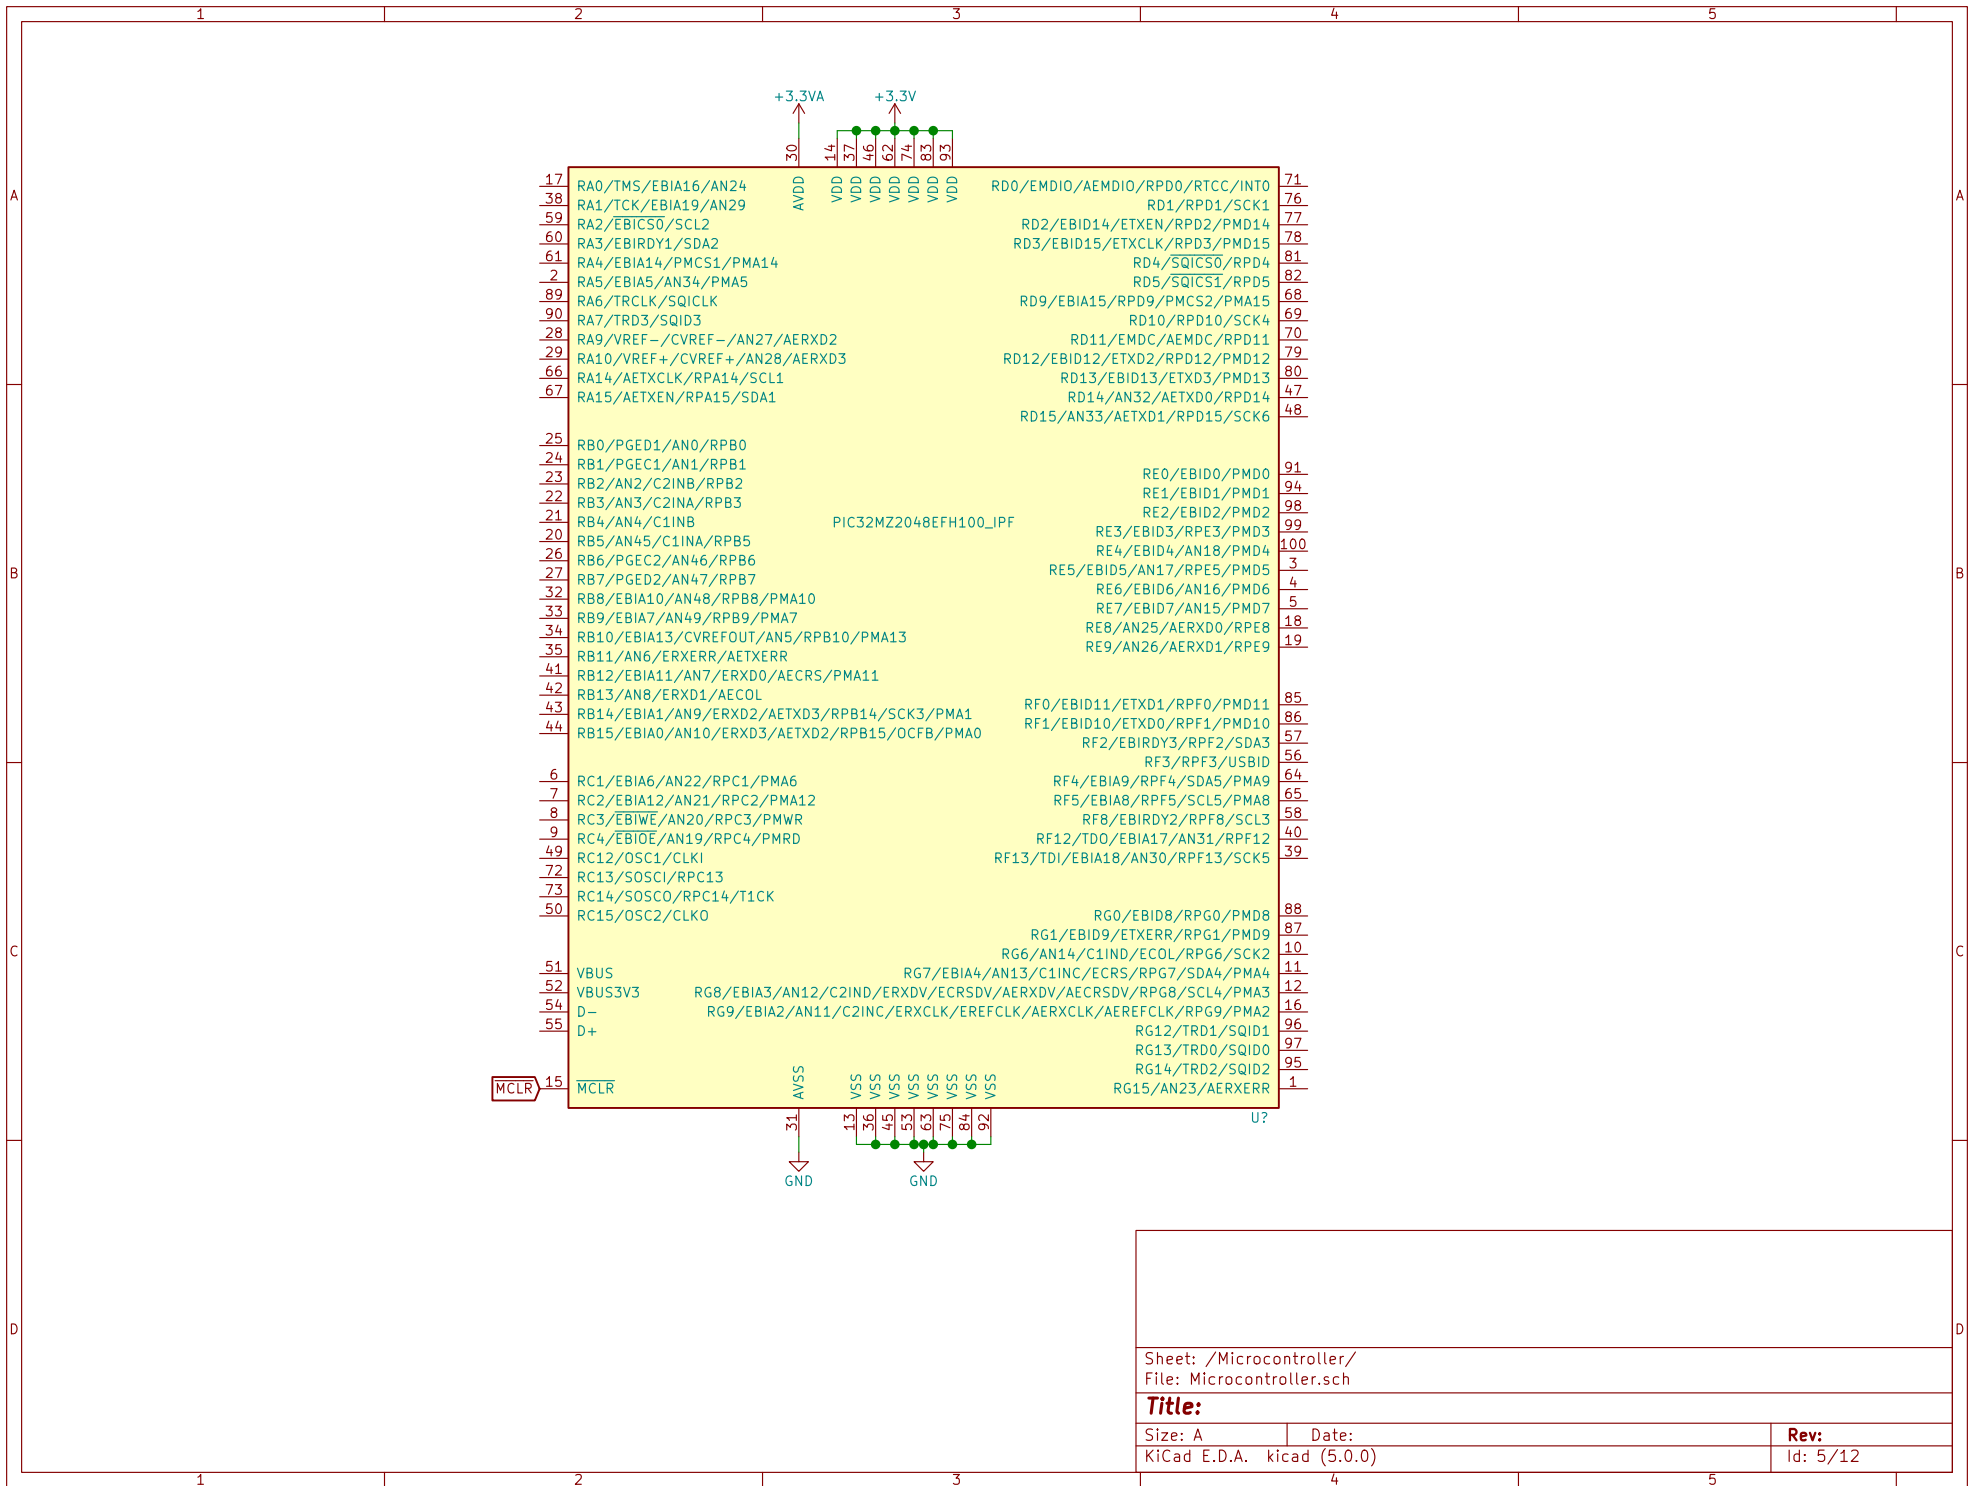 1 2 3 4 5
+3.3VA +3.3V
30 14 37 46 62 74 83 93
AVDD VDD VDD VDD VDD VDD VDD VDD
A A
17 RA0/TMS/EBIA16/AN24 RD0/EMDIO/AEMDIO/RPD0/RTCC/INT0 71
38 RA1/TCK/EBIA19/AN29 RD1/RPD1/SCK1 76
59 RA2/EBICS0/SCL2 RD2/EBID14/ETXEN/RPD2/PMD14 77
60 RA3/EBIRDY1/SDA2 RD3/EBID15/ETXCLK/RPD3/PMD15 78
61 RA4/EBIA14/PMCS1/PMA14 RD4/SQICS0/RPD4 81
2 RA5/EBIA5/AN34/PMA5 RD5/SQICS1/RPD5 82
89 RA6/TRCLK/SQICLK RD9/EBIA15/RPD9/PMCS2/PMA15 68
90 RA7/TRD3/SQID3 RD10/RPD10/SCK4 69
28 RA9/VREF-/CVREF-/AN27/AERXD2 RD11/EMDC/AEMDC/RPD11 70
29 RA10/VREF+/CVREF+/AN28/AERXD3 RD12/EBID12/ETXD2/RPD12/PMD12 79
66 RA14/AETXCLK/RPA14/SCL1 RD13/EBID13/ETXD3/PMD13 80
67 RA15/AETXEN/RPA15/SDA1 RD14/AN32/AETXD0/RPD14 47
RD15/AN33/AETXD1/RPD15/SCK6 48
25 RB0/PGED1/AN0/RPB0
24 RB1/PGEC1/AN1/RPB1 RE0/EBID0/PMD0 91
23 RB2/AN2/C2INB/RPB2 RE1/EBID1/PMD1 94
22 RB3/AN3/C2INA/RPB3 RE2/EBID2/PMD2 98
21 RB4/AN4/C1INB PIC32MZ2048EFH100_IPF RE3/EBID3/RPE3/PMD3 99
20 RB5/AN45/C1INA/RPB5 RE4/EBID4/AN18/PMD4 100
26 RB6/PGEC2/AN46/RPB6 RE5/EBID5/AN17/RPE5/PMD5 3
B B
27 RB7/PGED2/AN47/RPB7 RE6/EBID6/AN16/PMD6 4
32 RB8/EBIA10/AN48/RPB8/PMA10 RE7/EBID7/AN15/PMD7 5
33 RB9/EBIA7/AN49/RPB9/PMA7 RE8/AN25/AERXD0/RPE8 18
34 RB10/EBIA13/CVREFOUT/AN5/RPB10/PMA13 RE9/AN26/AERXD1/RPE9 19
35 RB11/AN6/ERXERR/AETXERR
41 RB12/EBIA11/AN7/ERXD0/AECRS/PMA11
42 RB13/AN8/ERXD1/AECOL RF0/EBID11/ETXD1/RPF0/PMD11 85
43 RB14/EBIA1/AN9/ERXD2/AETXD3/RPB14/SCK3/PMA1 RF1/EBID10/ETXD0/RPF1/PMD10 86
44 RB15/EBIA0/AN10/ERXD3/AETXD2/RPB15/OCFB/PMA0 RF2/EBIRDY3/RPF2/SDA3 57
RF3/RPF3/USBID 56
6 RC1/EBIA6/AN22/RPC1/PMA6 RF4/EBIA9/RPF4/SDA5/PMA9 64
7 RC2/EBIA12/AN21/RPC2/PMA12 RF5/EBIA8/RPF5/SCL5/PMA8 65
8 RC3/EBIWE/AN20/RPC3/PMWR RF8/EBIRDY2/RPF8/SCL3 58
9 RC4/EBIOE/AN19/RPC4/PMRD RF12/TDO/EBIA17/AN31/RPF12 40
49 RC12/OSC1/CLKI RF13/TDI/EBIA18/AN30/RPF13/SCK5 39
72 RC13/SOSCI/RPC13
73 RC14/SOSCO/RPC14/T1CK
50 RC15/OSC2/CLKO RG0/EBID8/RPG0/PMD8 88
RG1/EBID9/ETXERR/RPG1/PMD9 87
C C
RG6/AN14/C1IND/ECOL/RPG6/SCK2 10
51 VBUS RG7/EBIA4/AN13/C1INC/ECRS/RPG7/SDA4/PMA4 11
52 VBUS3V3 RG8/EBIA3/AN12/C2IND/ERXDV/ECRSDV/AERXDV/AECRSDV/RPG8/SCL4/PMA3 12
54 D- RG9/EBIA2/AN11/C2INC/ERXCLK/EREFCLK/AERXCLK/AEREFCLK/RPG9/PMA2 16
55 D+ RG12/TRD1/SQID1 96
RG13/TRD0/SQID0 97
RG14/TRD2/SQID2 95
MCLR 15 MCLR RG15/AN23/AERXERR 1
AVSS VSS VSS VSS VSS VSS VSS VSS VSS
U?
31 13 36 45 53 63 75 84 92
GND GND
D D
Sheet: /Microcontroller/
File: Microcontroller.sch
Title:
Size: A Date: Rev:
KiCad E.D.A. kicad (5.0.0) Id: 5/12
1 2 3 4 5